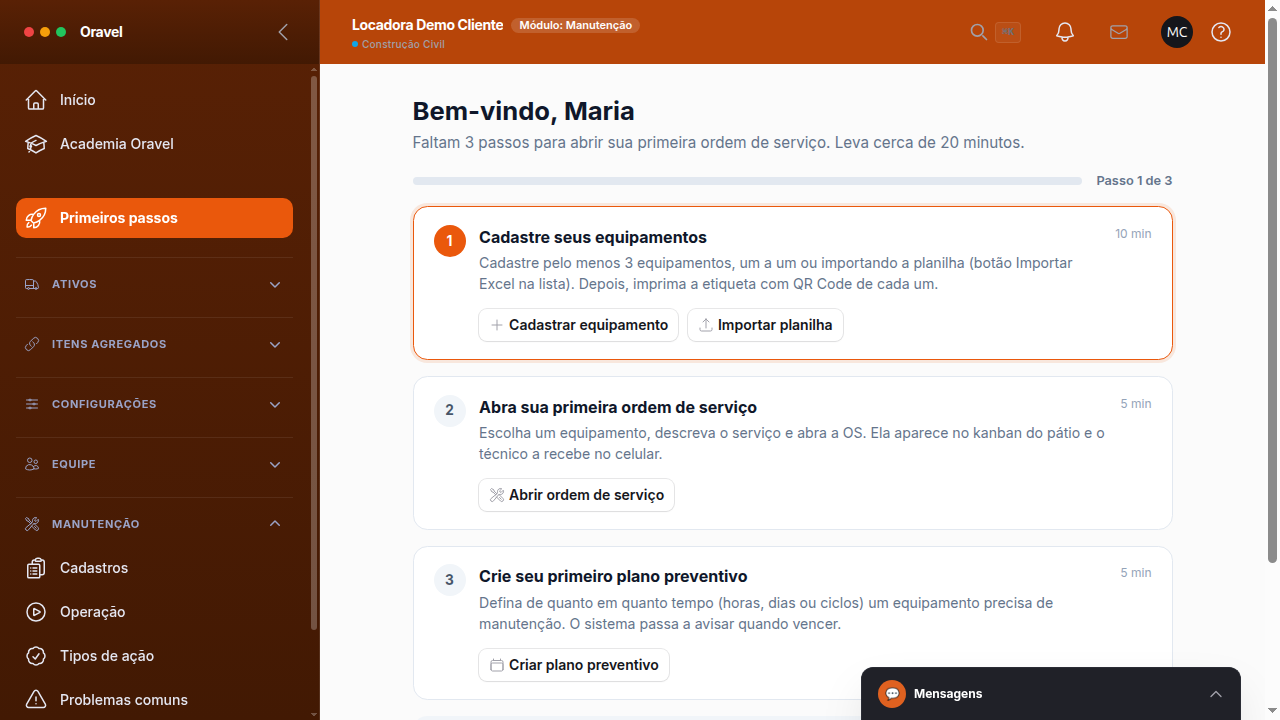 Oravel
Início
Academia Oravel
Primeiros passos
ATIVOS
ITENS AGREGADOS
CONFIGURAÇÕES
EQUIPE
MANUTENÇÃO
Cadastros
Operação
Tipos de ação
Problemas comuns
Locadora Demo Cliente
Módulo: Manutenção
Construção Civil
MC
Bem-vindo, Maria
Faltam 3 passos para abrir sua primeira ordem de serviço. Leva cerca de 20 minutos.
Passo 1 de 3
1
Cadastre seus equipamentos
10 min
Cadastre pelo menos 3 equipamentos, um a um ou importando a planilha (botão Importar
Excel na lista). Depois, imprima a etiqueta com QR Code de cada um.
Cadastrar equipamento
Importar planilha
2
Abra sua primeira ordem de serviço
5 min
Escolha um equipamento, descreva o serviço e abra a OS. Ela aparece no kanban do pátio e o
técnico a recebe no celular.
Abrir ordem de serviço
3
Crie seu primeiro plano preventivo
5 min
Defina de quanto em quanto tempo (horas, dias ou ciclos) um equipamento precisa de
manutenção. O sistema passa a avisar quando vencer.
Criar plano preventivo
Mensagens